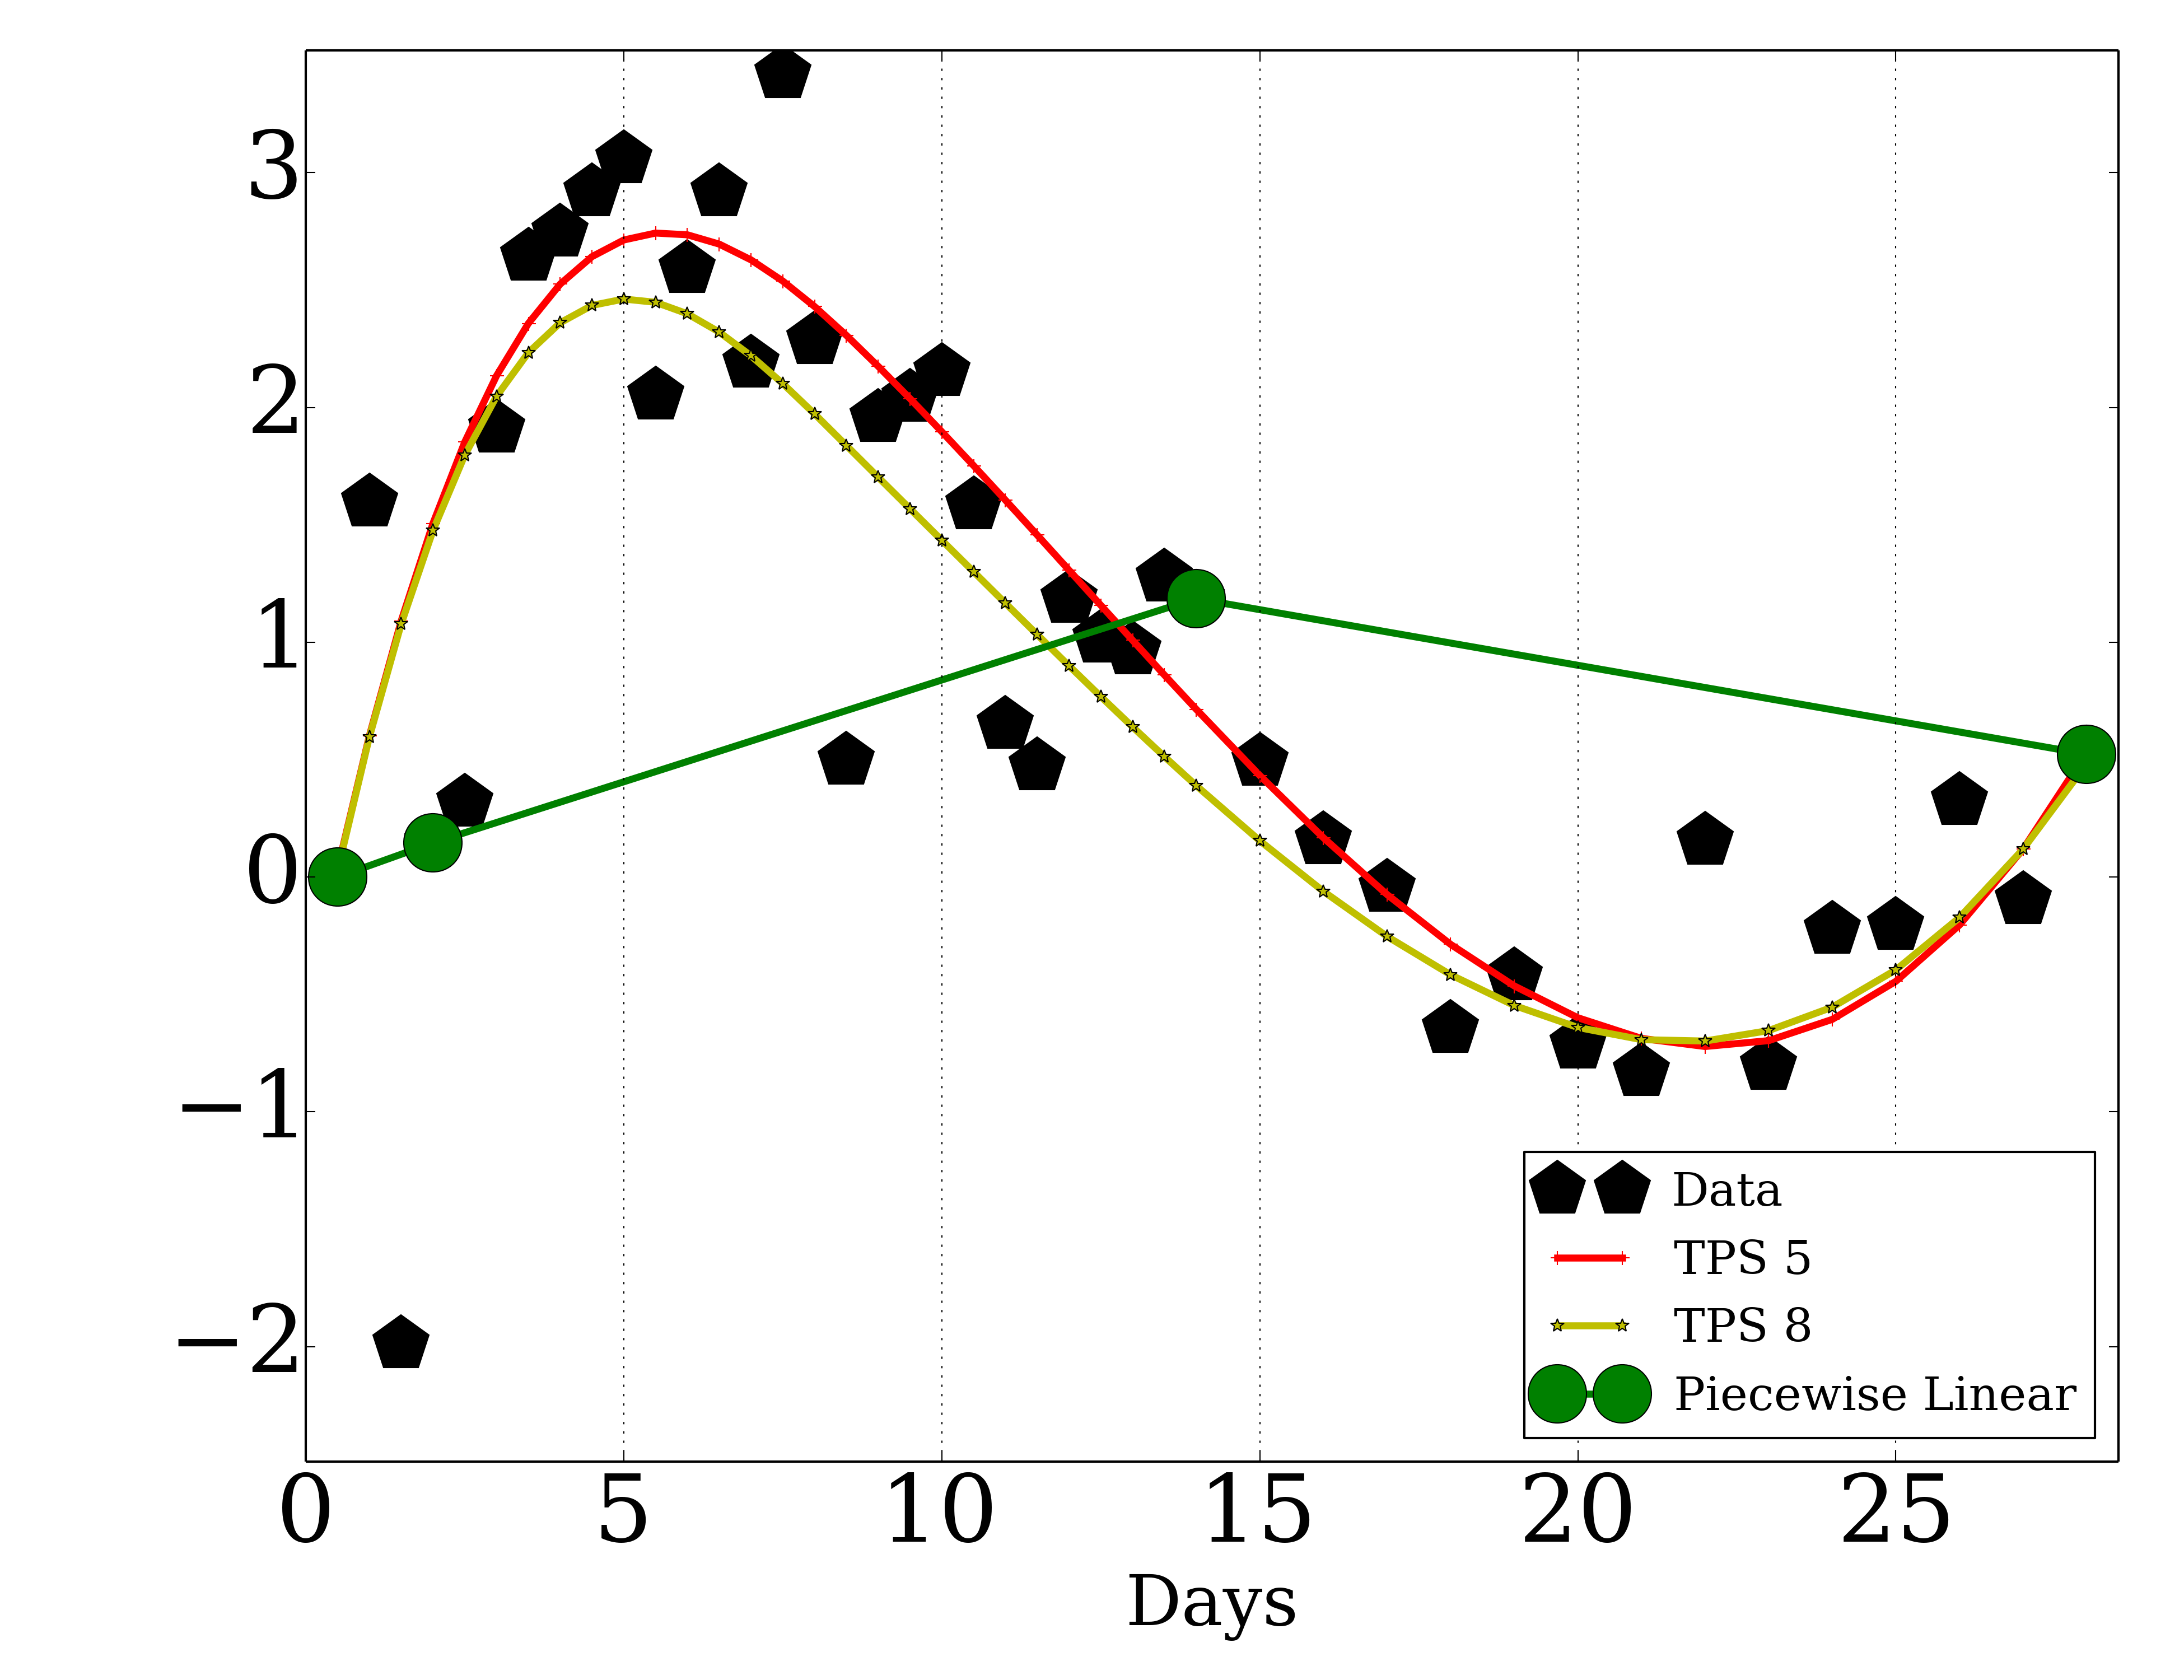 3
2
1
0
−1
−2
0 5 10 15 20 25
Days
Data
TPS 5
TPS 8
Piecewise Linear